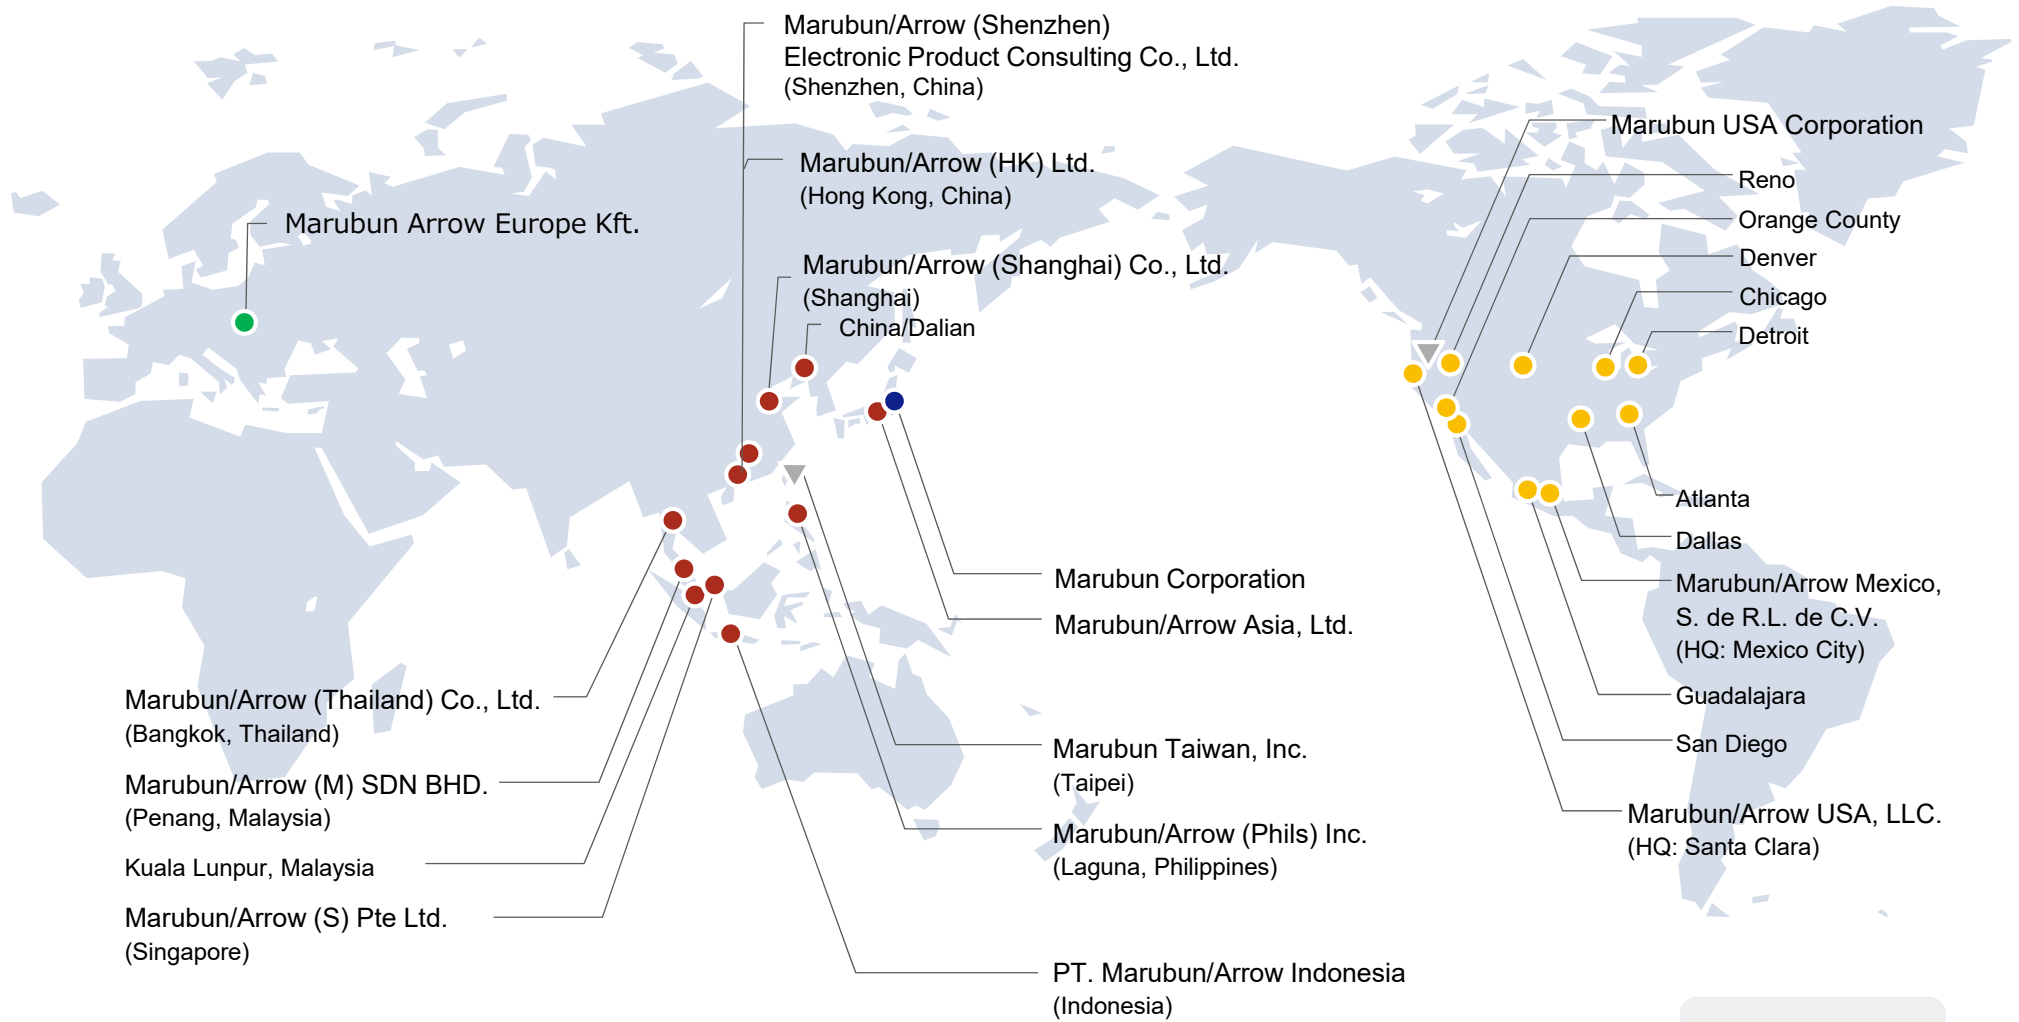 Marubun/Arrow (Shenzhen)
Electronic Product Consulting Co., Ltd.
(Shenzhen, China)
Marubun/Arrow (HK) Ltd.
(Hong Kong, China)
Marubun Arrow Europe Kft.
Marubun/Arrow (Shanghai) Co., Ltd.
(Shanghai)
China/Dalian
Marubun USA Corporation
Reno
Orange County
Denver
Chicago
Detroit
Atlanta
Dallas
Marubun/Arrow Mexico,
S. de R.L. de C.V.
(HQ: Mexico City)
Guadalajara
San Diego
Marubun/Arrow USA, LLC.
(HQ: Santa Clara)
Marubun Corporation
Marubun/Arrow Asia, Ltd.
Marubun Taiwan, Inc.
(Taipei)
Marubun/Arrow (Phils) Inc.
(Laguna, Philippines)
PT. Marubun/Arrow Indonesia
(Indonesia)
Marubun/Arrow (Thailand) Co., Ltd.
(Bangkok, Thailand)
Marubun/Arrow (M) SDN BHD.
(Penang, Malaysia)
Kuala Lunpur, Malaysia
Marubun/Arrow (S) Pte Ltd.
(Singapore)